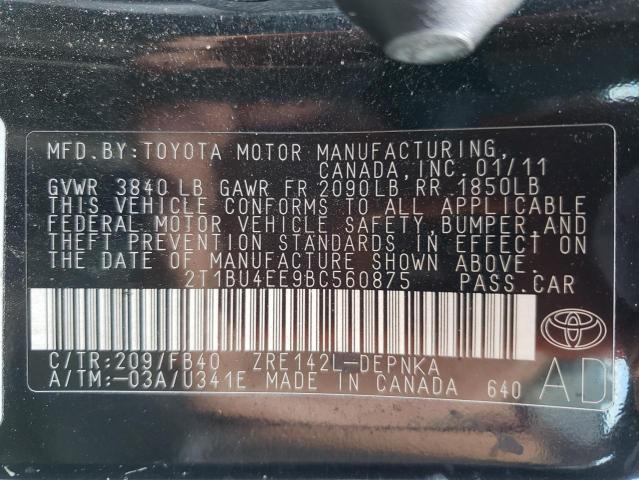 MFD. BY: TOYOTA MOTOR MANUFACTURING
CANADA, INC. 01/11
GVWR 3840 LB GAWR FR 2090LB RR 1850LB
THIS VEHICLE CONFORMS TO ALL APPLICABLE
FEDERAL MOTOR VEHICLE SAFETY, BUMPER, AND
THEFT PREVENTION STANDARDS IN EFFECT ON
THE DATE OF MANUFACTURE SHOWN ABOVE.
2T1BU4EE9BC560875 PASS. CAR
C/TR:209/FB40 ZRE142L-DEPNKA
A/TM:-03A/U341E MADE IN CANADA 640
AD